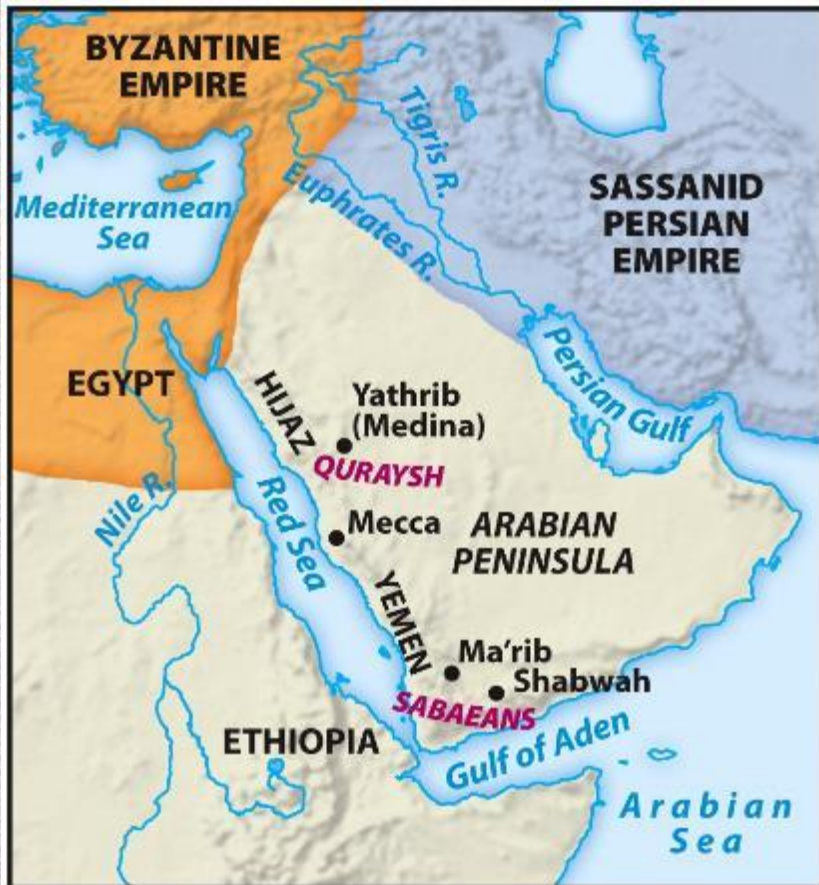 BYZANTINE
EMPIRE
Tigris R.
Euphrates R.
Mediterranean
Sea
SASSANID
PERSIAN
EMPIRE
EGYPT
HIJAZ
Yathrib
(Medina)
QURAYSH
Persian Gulf
Nile R.
Red Sea
Mecca
ARABIAN
PENINSULA
YEMEN
Ma'rib
Shabwah
SABAEANS
ETHIOPIA
Gulf of Aden
Arabian
Sea